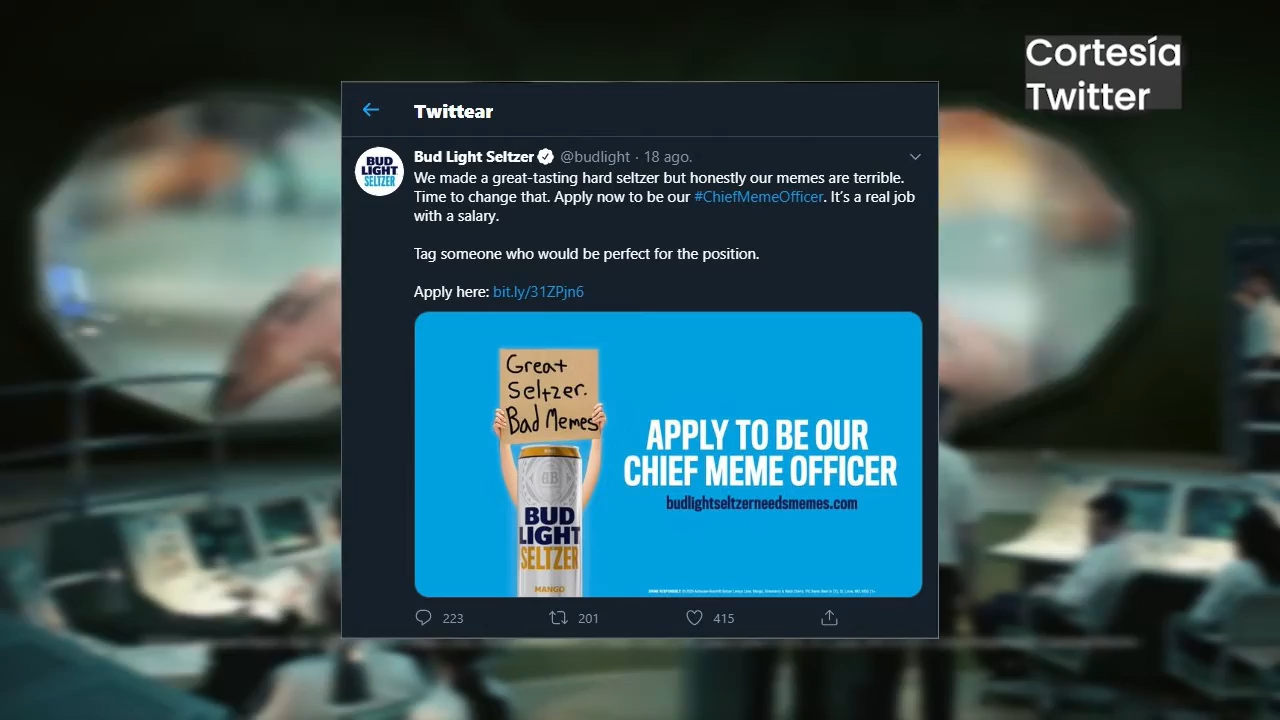 Cortesía
Twitter
Twittear
BUD
LIGHT
SELTZER
Bud Light Seltzer @budlight · 18 ago.
We made a great-tasting hard seltzer but honestly our memes are terrible.
Time to change that. Apply now to be our #ChiefMemeOfficer. It's a real job
with a salary.
Tag someone who would be perfect for the position.
Apply here: bit.ly/31ZPjn6
Great
Seltzer.
Bad Memes
BUD
LIGHT
SELTZER
MANGO
APPLY TO BE OUR
CHIEF MEME OFFICER
budlightseltzerneedsmemes.com
223 201 415